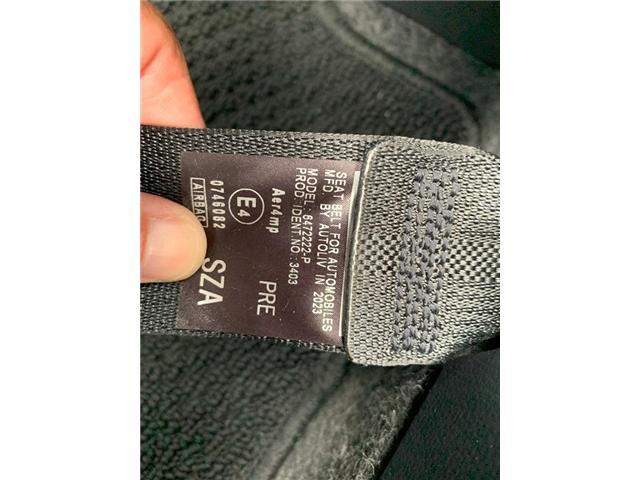 SEAT BELT FOR AUTOMOBILES
MFD. BY AUTOLIV IN 2023
MODEL: 6472222-P
PROD.IDENT.NO.:3403
Aer4mp PRE
E4
0746082 SZA
AIRBAG